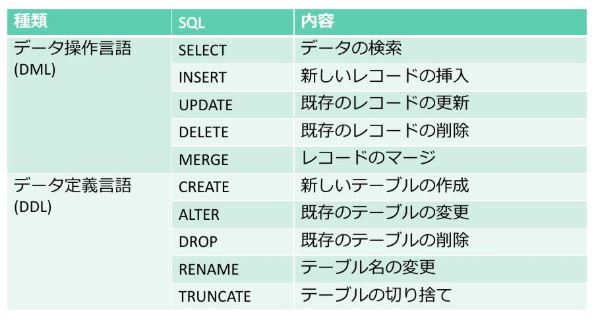 種類 SQL 内容
データ操作言語 SELECT データの検索
(DML) INSERT 新しいレコードの挿入
UPDATE 既存のレコードの更新
DELETE 既存のレコードの削除
MERGE レコードのマージ
データ定義言語 CREATE 新しいテーブルの作成
(DDL) ALTER 既存のテーブルの変更
DROP 既存のテーブルの削除
RENAME テーブル名の変更
TRUNCATE テーブルの切り捨て